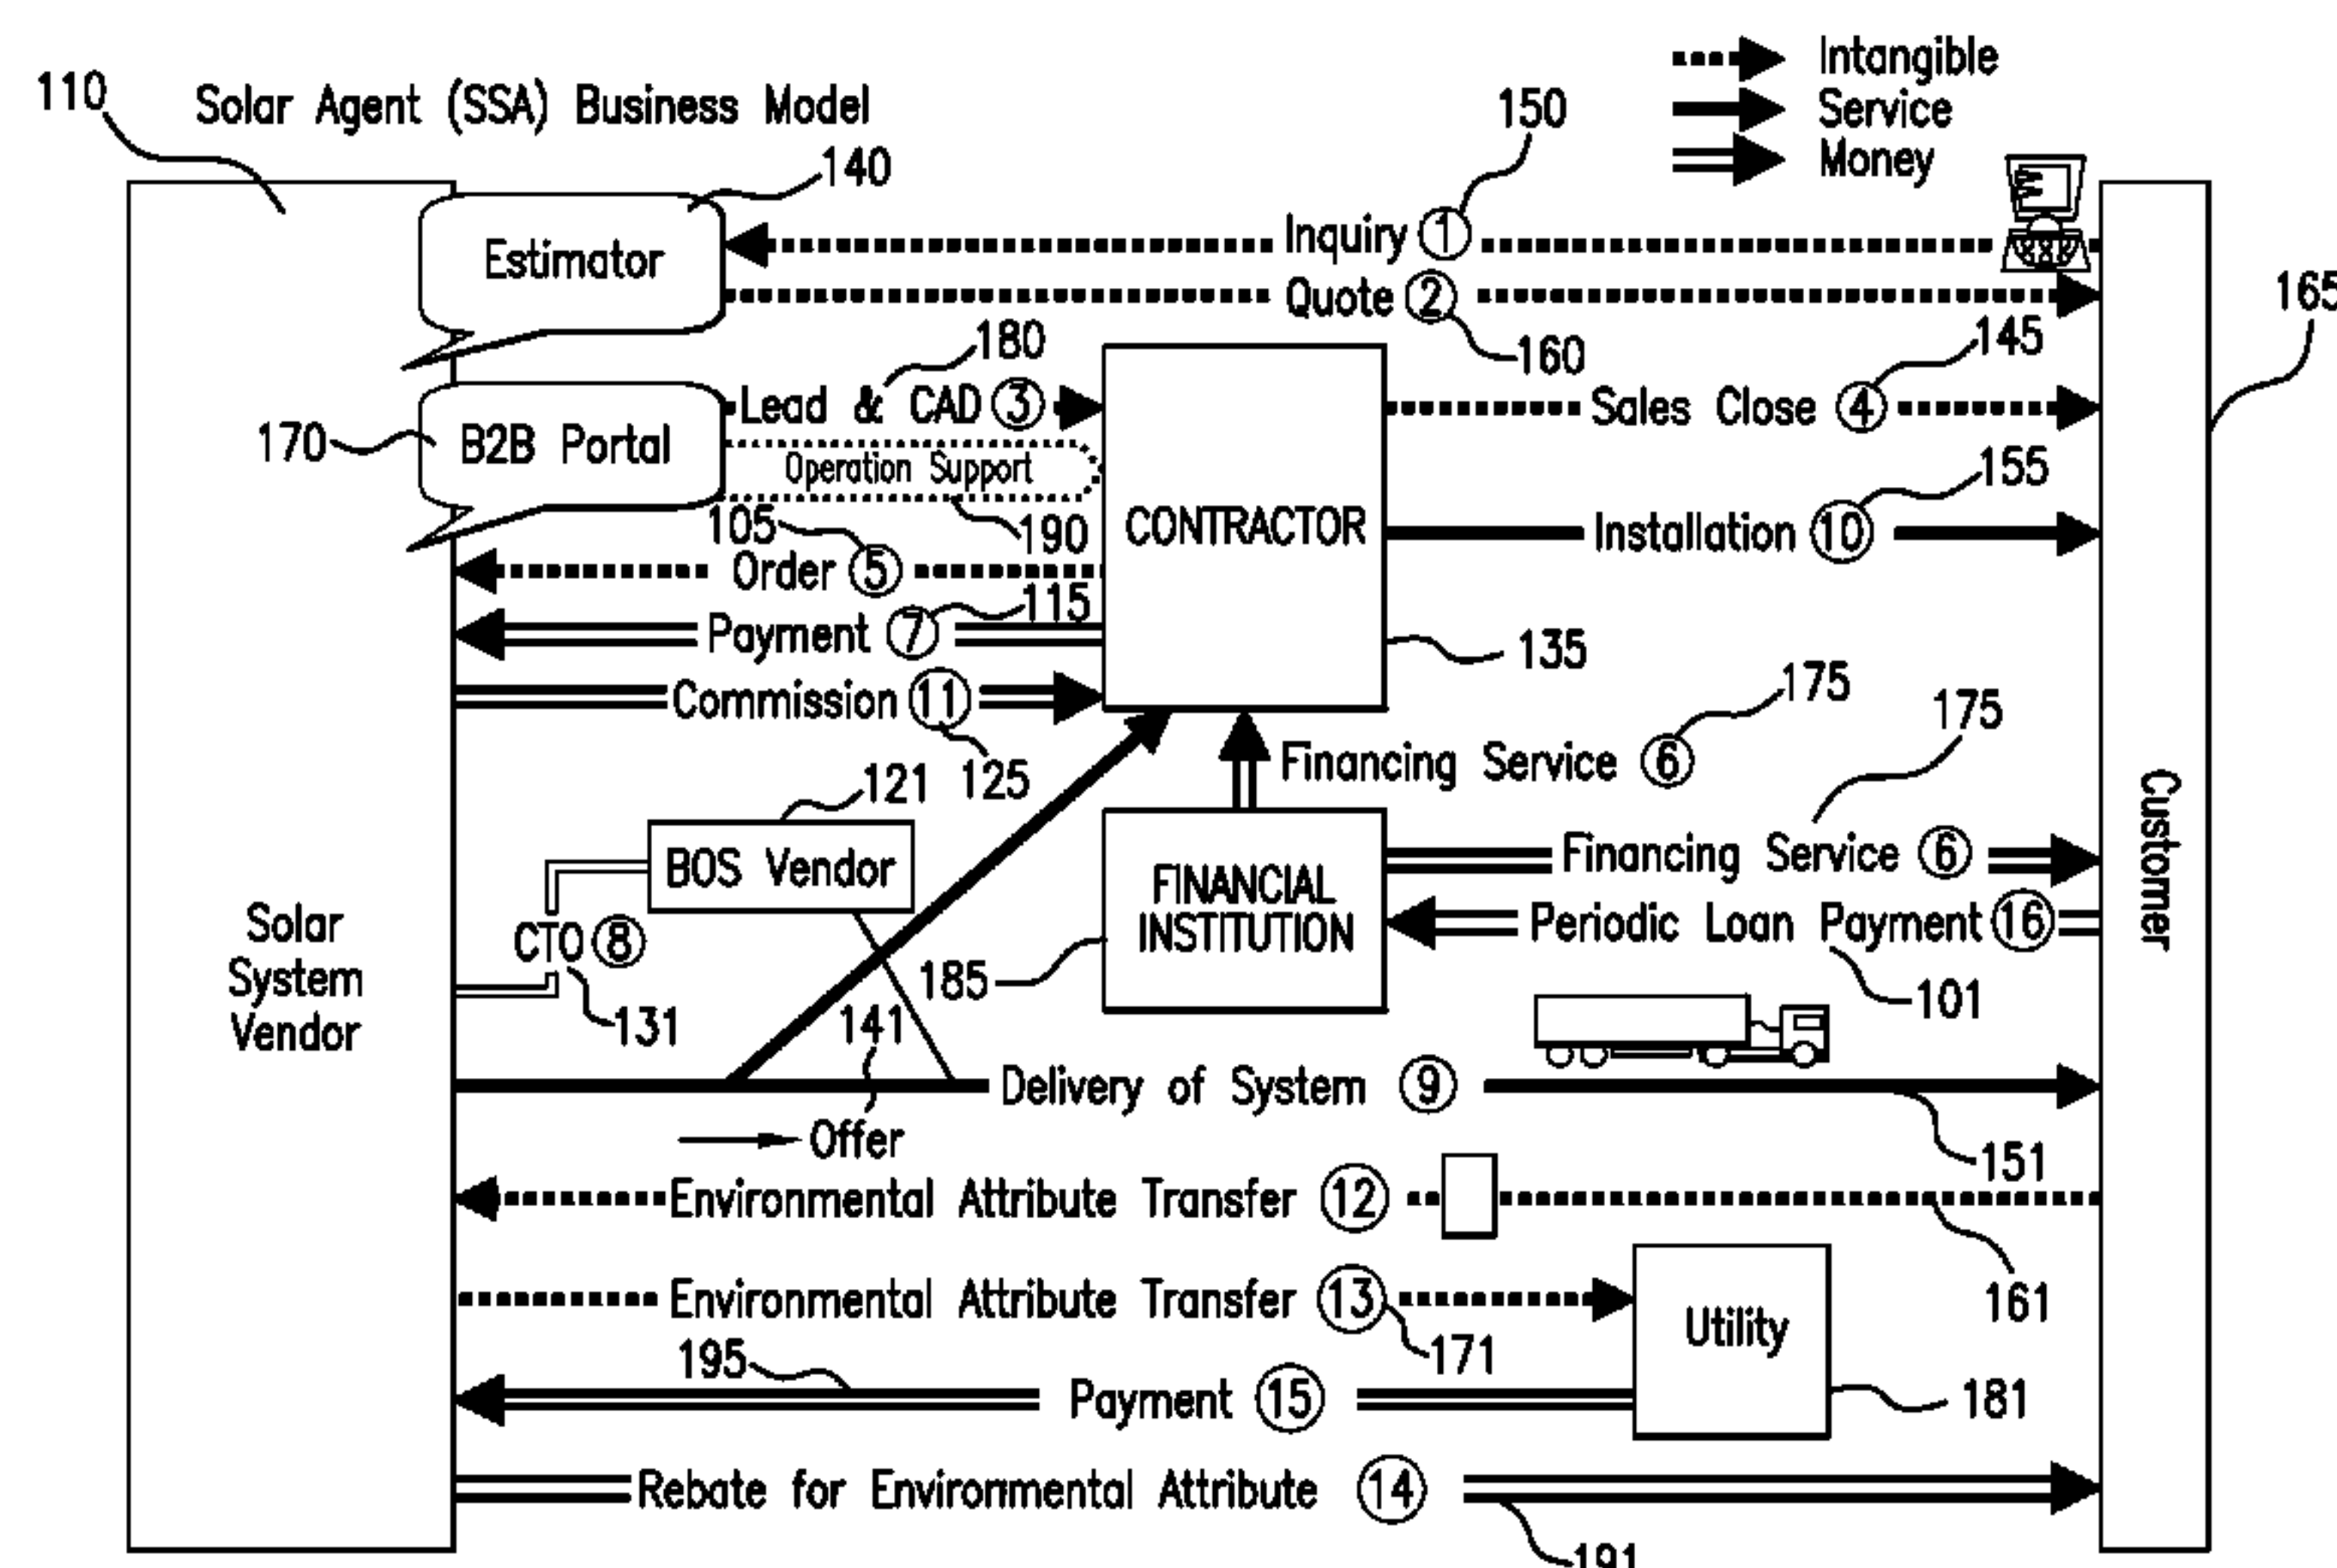 Intangible
110
Solar Agent (SSA) Business Model
150
Service
Money
140
Estimator
Inquiry 1
Quote 2
165
180
160
145
Lead & CAD 3
Sales Close 4
170
B2B Portal
Operation Support
155
105
190
CONTRACTOR
Installation 10
Order 5
115
Payment 7
135
Commission 11
175
175
125
Financing Service 6
121
BOS Vendor
Financing Service 6
Customer
FINANCIAL
INSTITUTION
Periodic Loan Payment 16
Solar
System
Vendor
CTO 8
185
101
131
141
Delivery of System 9
Offer
151
Environmental Attribute Transfer 12
161
Environmental Attribute Transfer 13
Utility
171
195
Payment 15
181
Rebate for Environmental Attribute 14
191